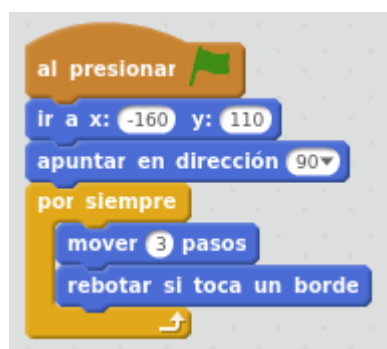 al presionar
ir a x: -160 y: 110
apuntar en dirección 90
por siempre
mover 3 pasos
rebotar si toca un borde